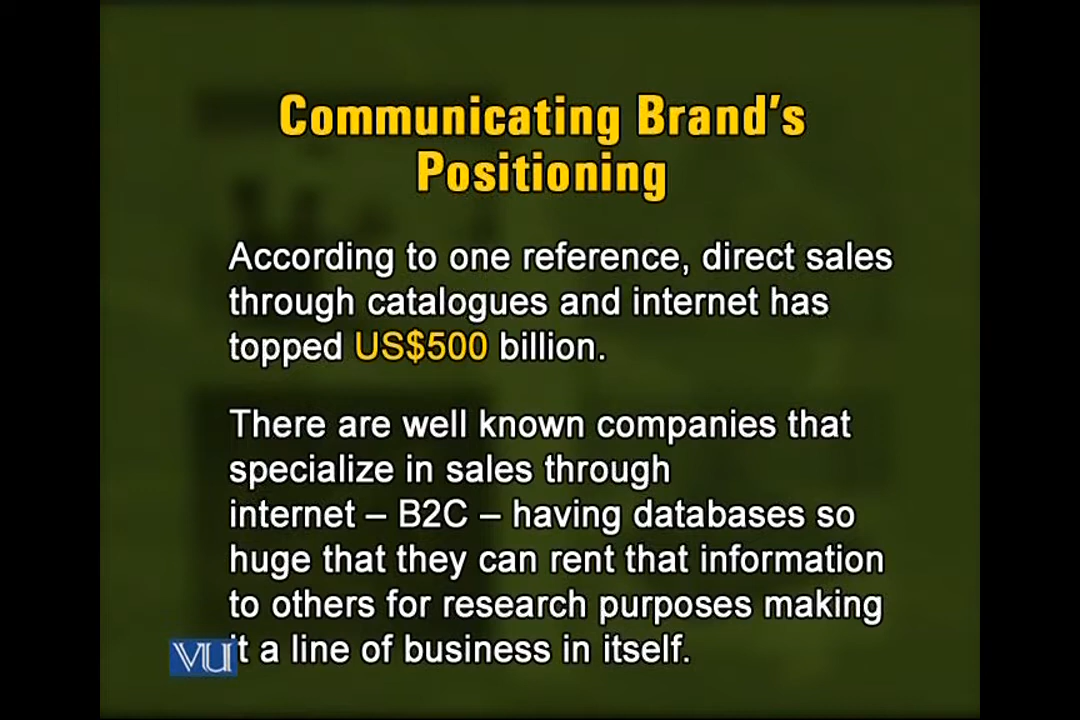 Communicating Brand's
Positioning
According to one reference, direct sales
through catalogues and internet has
topped US$500 billion.
There are well known companies that
specialize in sales through
internet – B2C – having databases so
huge that they can rent that information
to others for research purposes making
it a line of business in itself.
VU